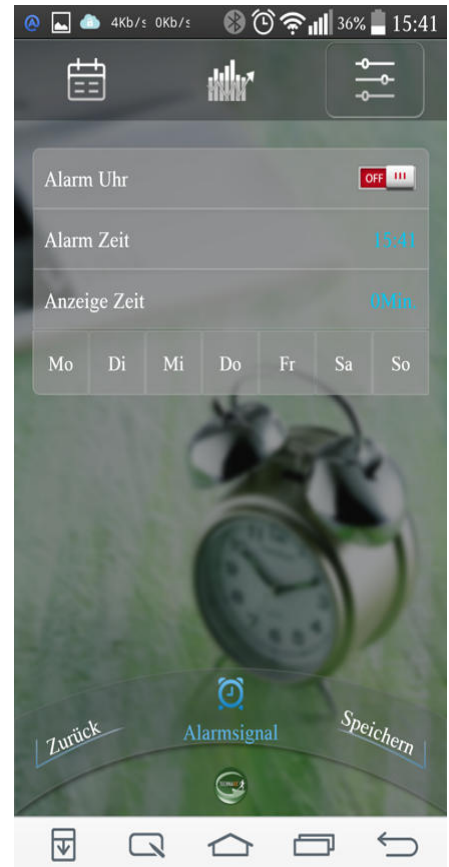 4Kb/s 0Kb/s 36% 15:41
Alarm Uhr OFF
Alarm Zeit 15:41
Anzeige Zeit 0Min.
Mo Di Mi Do Fr Sa So
Zurück Alarmsignal Speichern